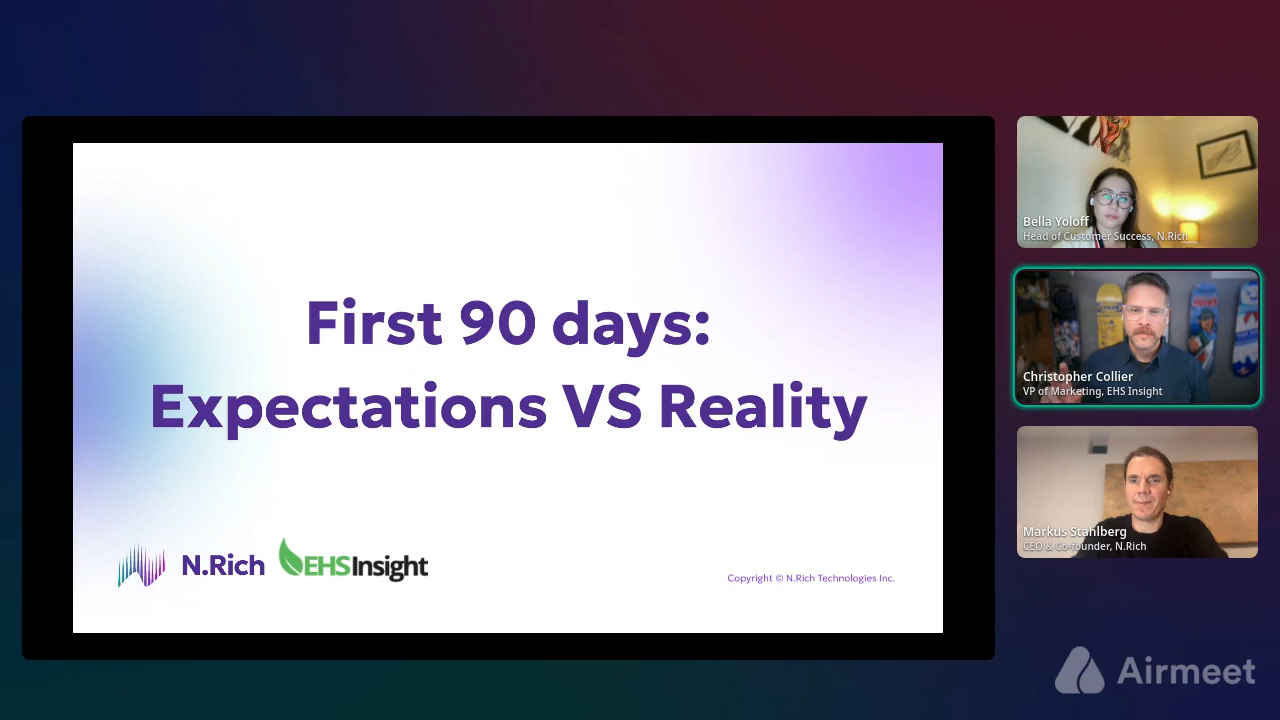 First 90 days:
Expectations VS Reality
N.Rich
EHSInsight
Copyright © N.Rich Technologies Inc.
Bella Yoloff
Head of Customer Success, N.Rich
Christopher Collier
VP of Marketing, EHS Insight
Markus Stahlberg
CEO & Co-founder, N.Rich
Airmeet